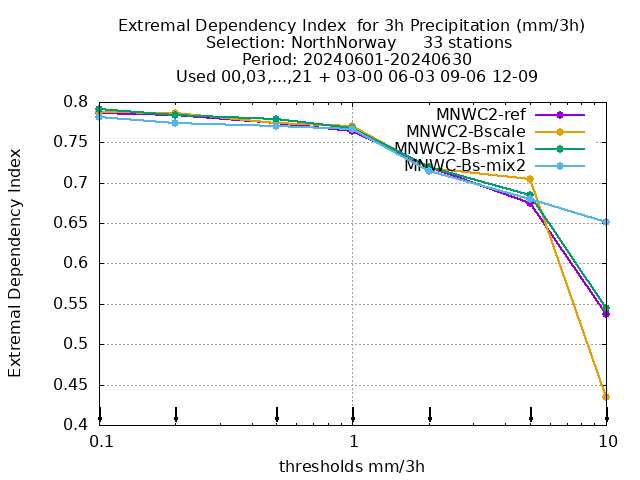 Extremal Dependency Index  for 3h Precipitation (mm/3h)
Selection: NorthNorway     33 stations
Period: 20240601-20240630
Used 00,03,...,21 + 03-00 06-03 09-06 12-09
MNWC2-ref
MNWC2-Bscale
MNWC2-Bs-mix1
MNWC-Bs-mix2
Extremal Dependency Index
0.8
0.75
0.7
0.65
0.6
0.55
0.5
0.45
0.4
0.1
1
10
thresholds mm/3h